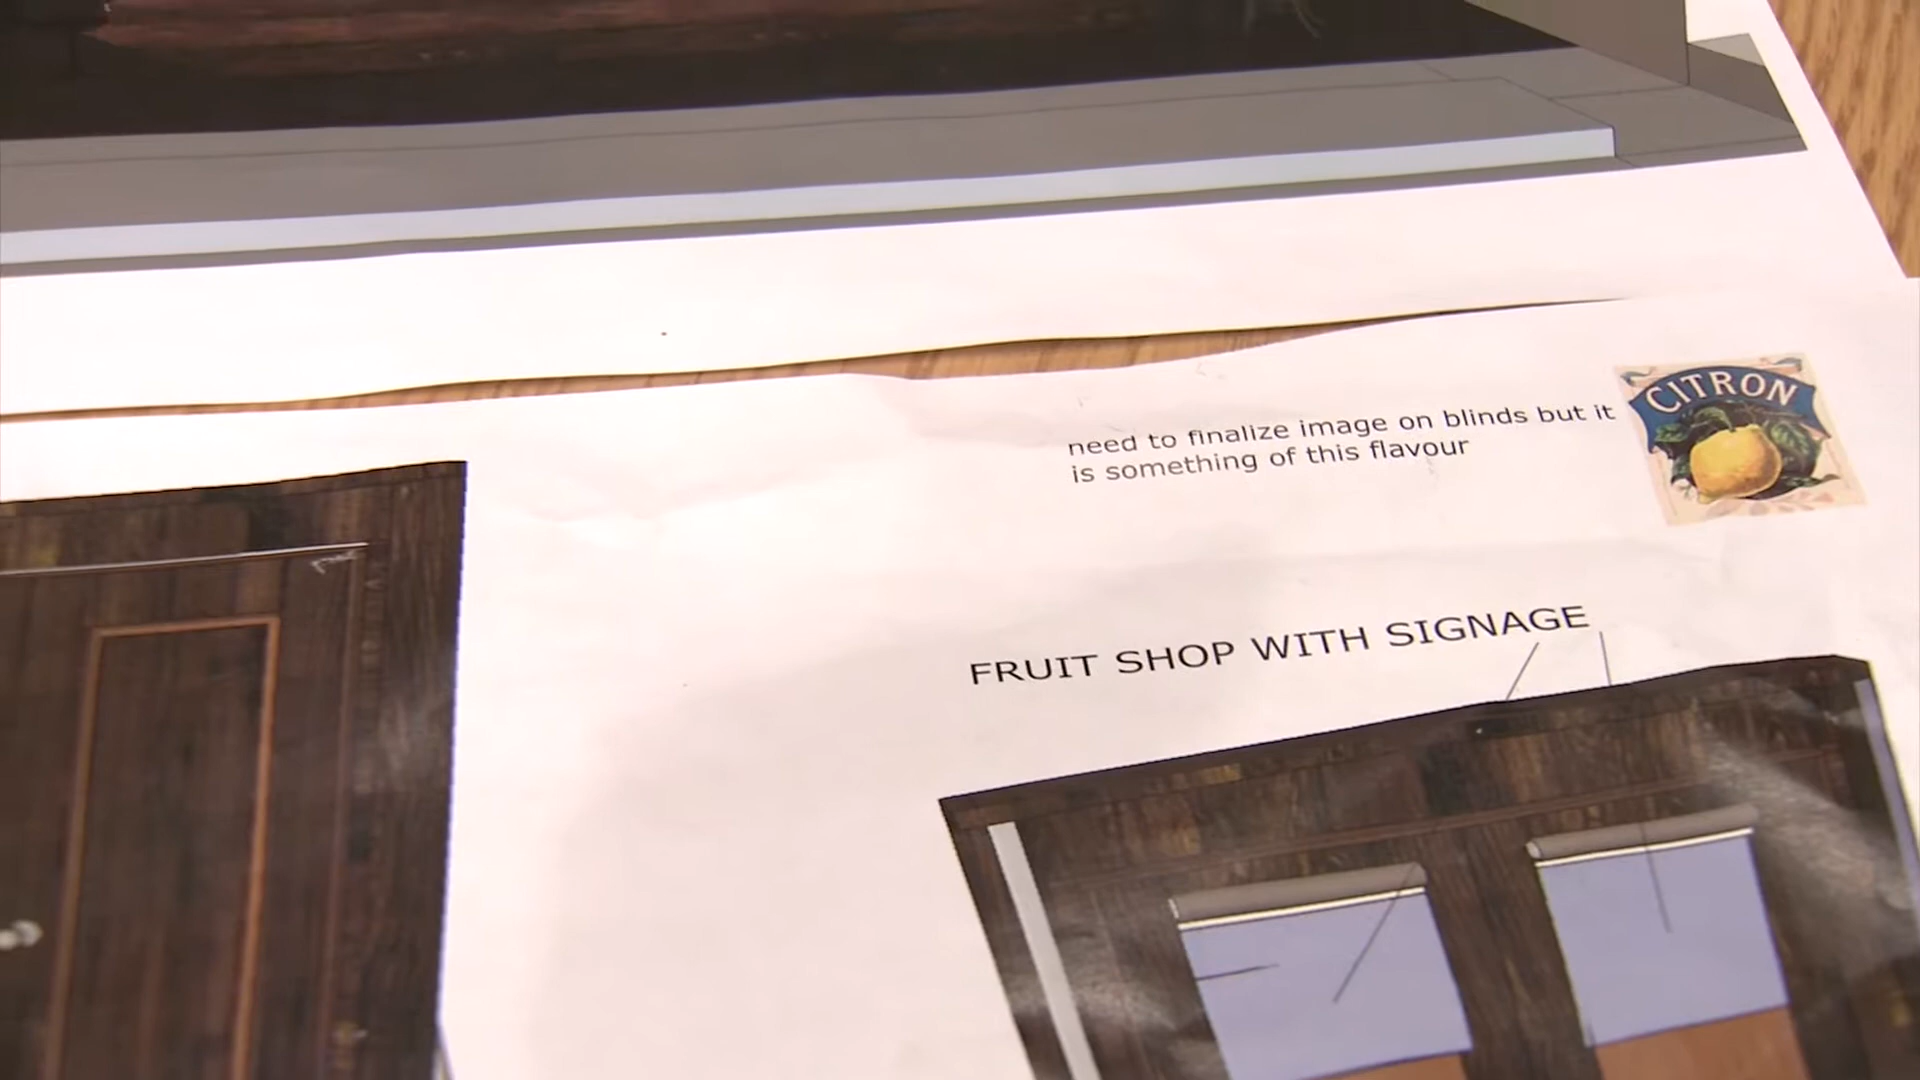 need to finalize image on blinds but it
is something of this flavour
CITRON
FRUIT SHOP WITH SIGNAGE